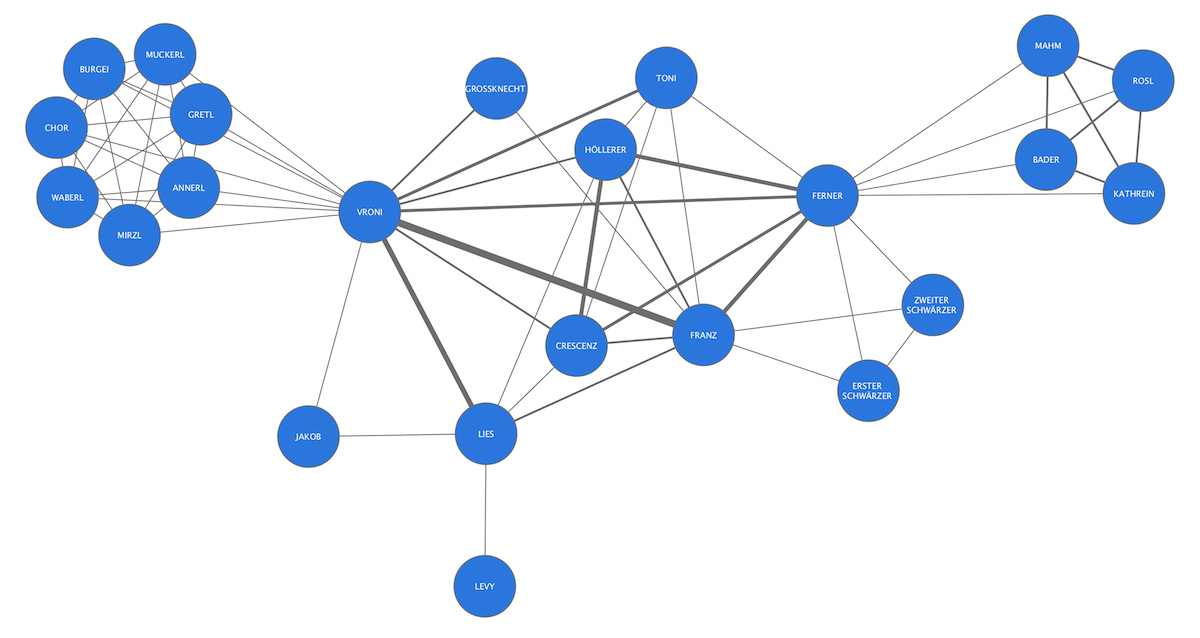 MUCKERL
BURGEI
GRETL
CHOR
ANNERL
WABERL
MIRZL
VRONI
GROSSKNECHT
TONI
HÖLLERER
FERNER
MAHM
ROSL
BADER
KATHREIN
ZWEITER
SCHWÄRZER
ERSTER
SCHWÄRZER
CRESCENZ
FRANZ
LIES
JAKOB
LEVY